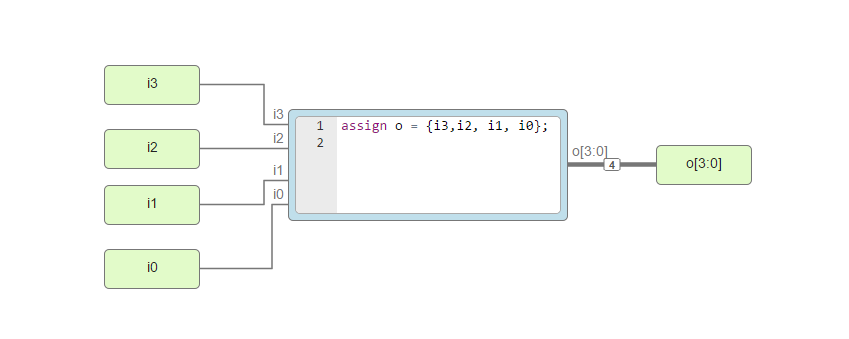 i3
i2
i1
i0
i3
i2
i1
i0
1 assign o = {i3,i2, i1, i0};
2
o[3:0]
4
o[3:0]